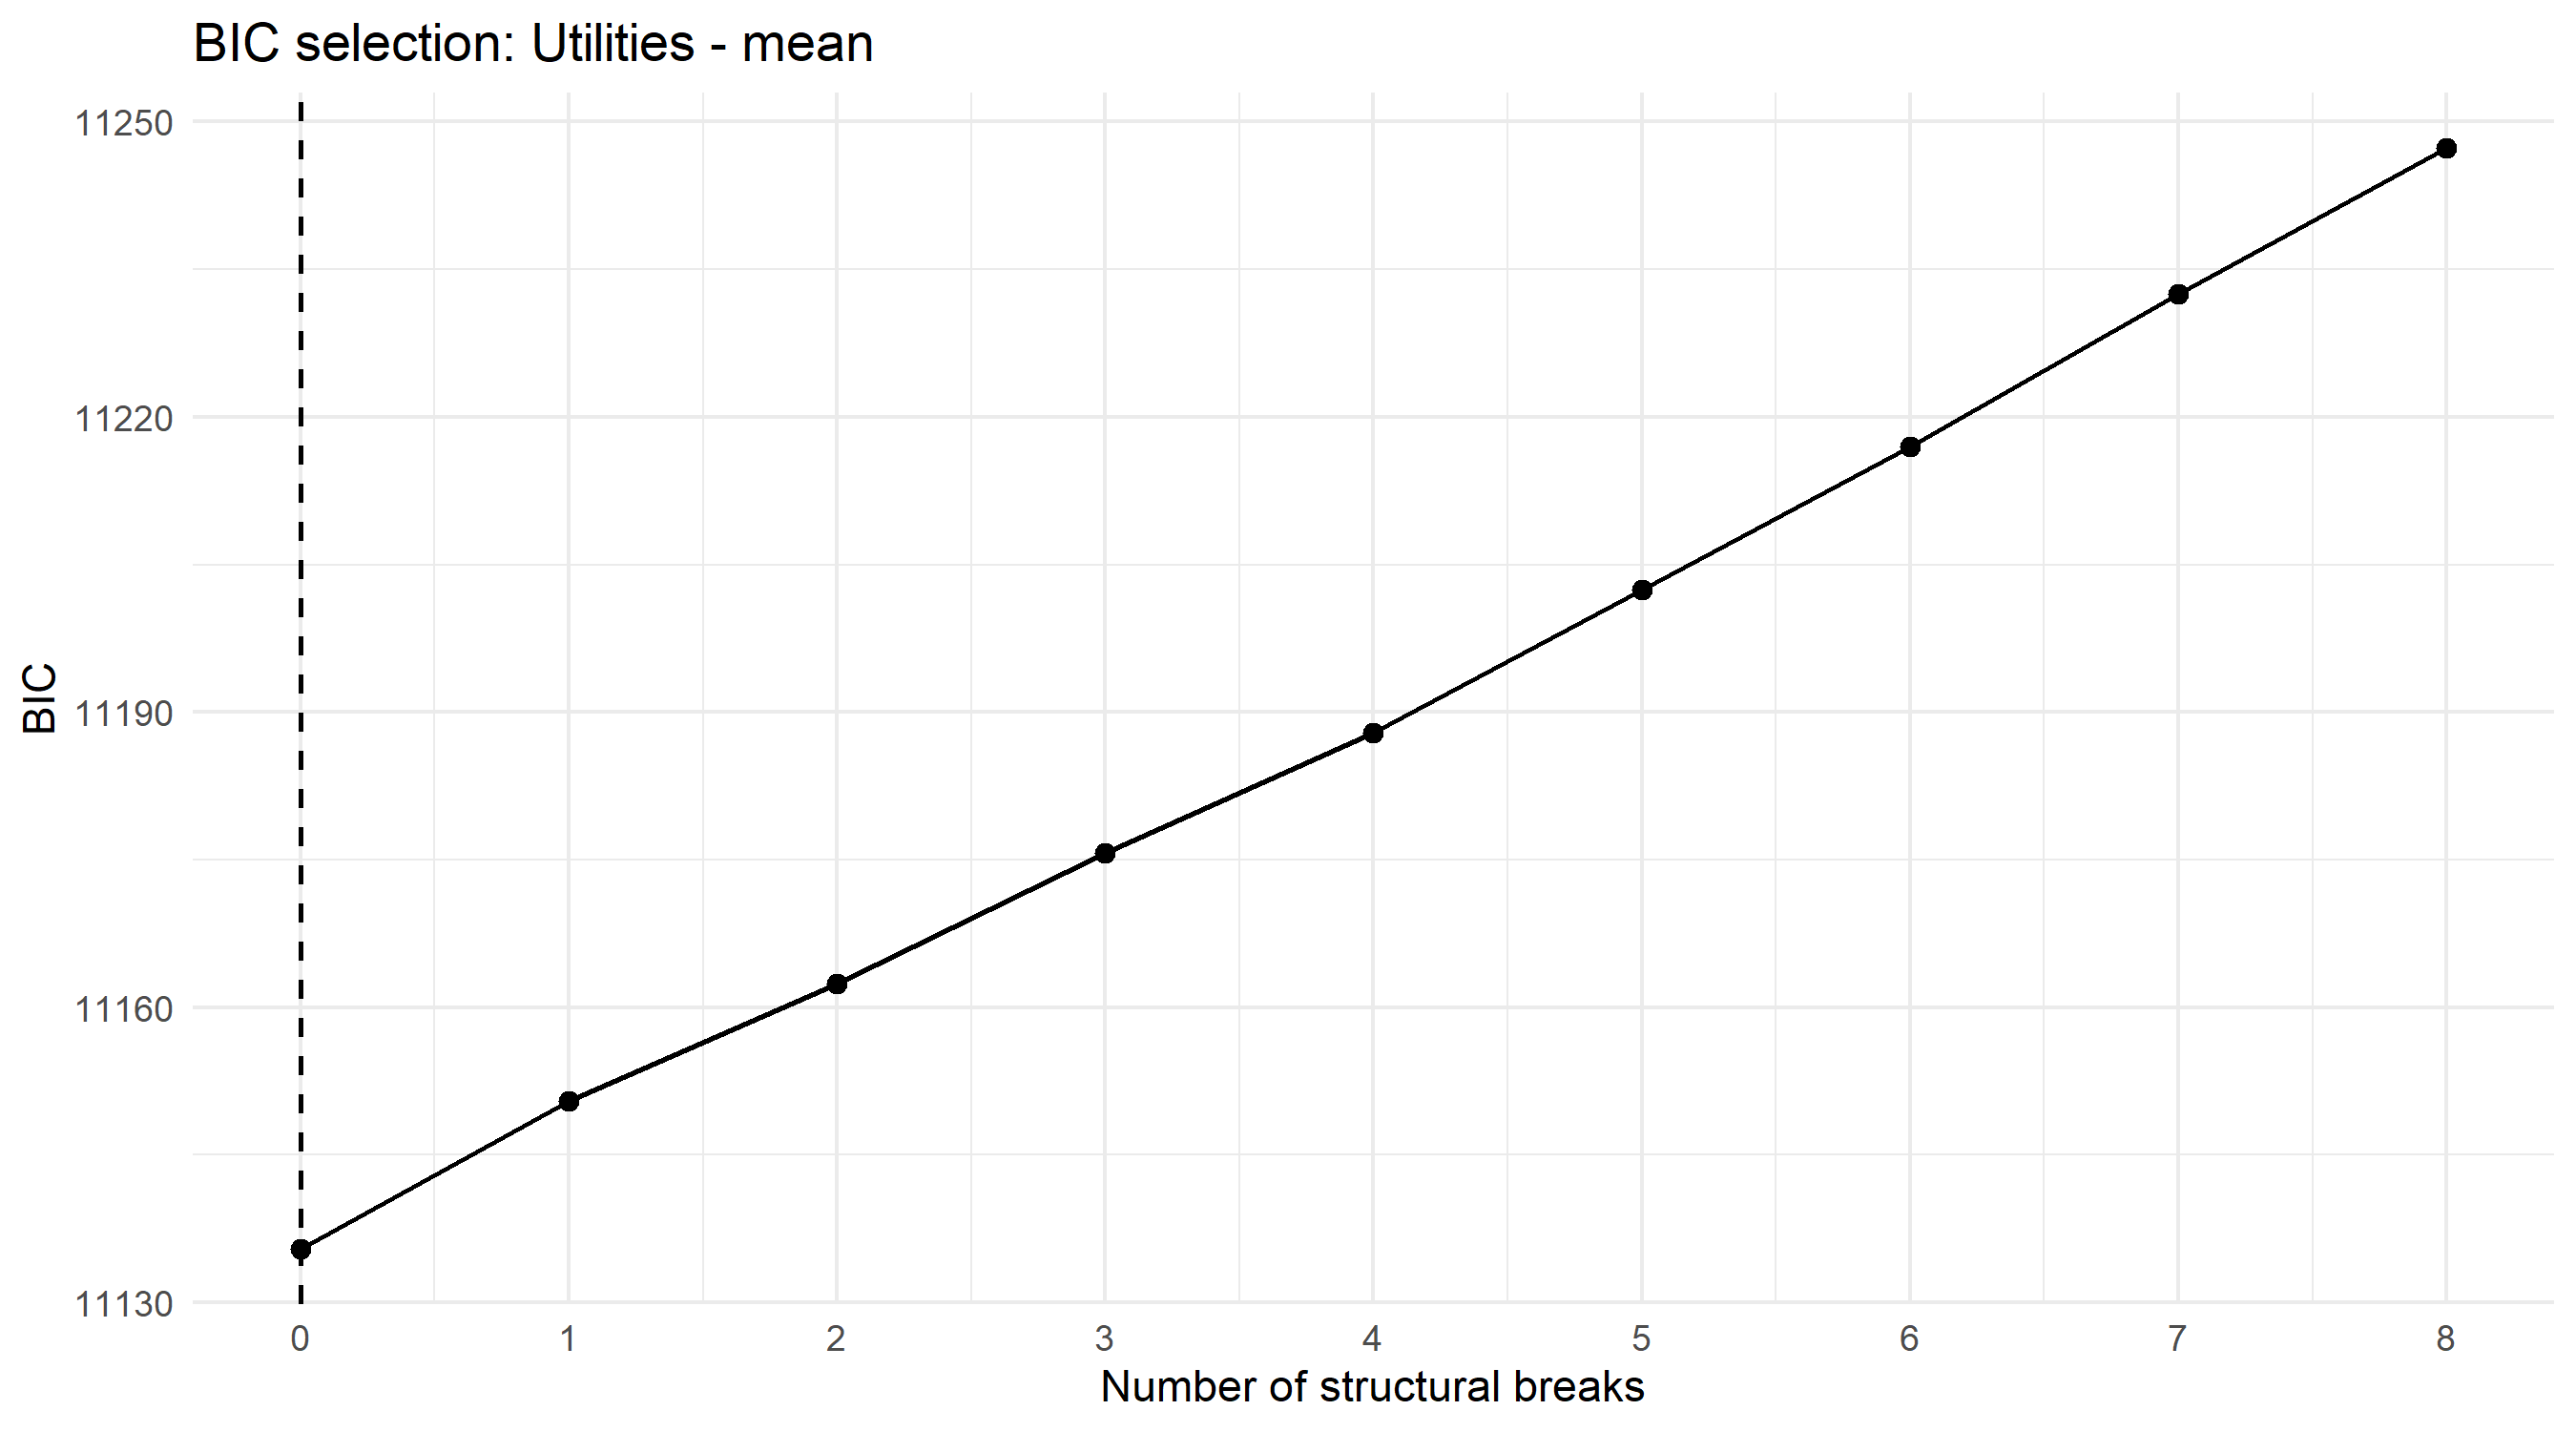 BIC selection: Utilities - mean
11250
11220
11190
11160
11130
BIC
0 1 2 3 4 5 6 7 8
Number of structural breaks